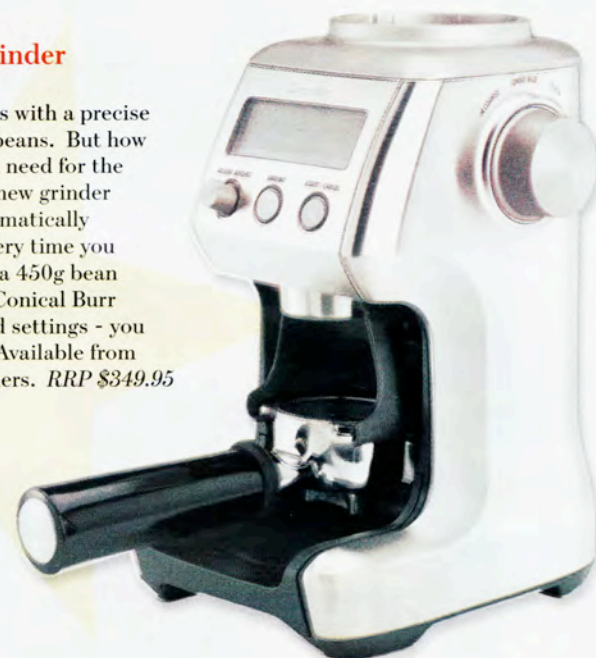 inder
s with a precise
beans. But how
need for the
new grinder
matically
ery time you
a 450g bean
Conical Burr
d settings - you
Available from
ers. RRP $349.95